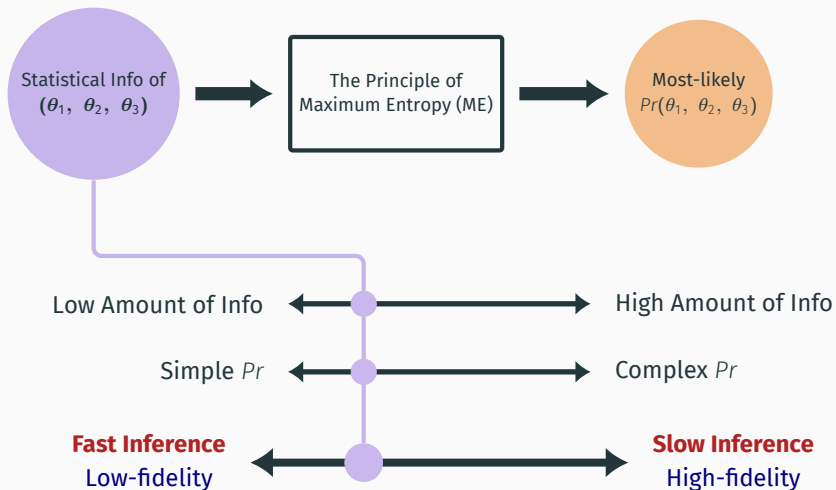 Statistical Info of
(θ₁, θ₂, θ₃)
The Principle of
Maximum Entropy (ME)
Most-likely
Pr(θ₁, θ₂, θ₃)
Low Amount of Info
High Amount of Info
Simple Pr
Complex Pr
Fast Inference
Low-fidelity
Slow Inference
High-fidelity